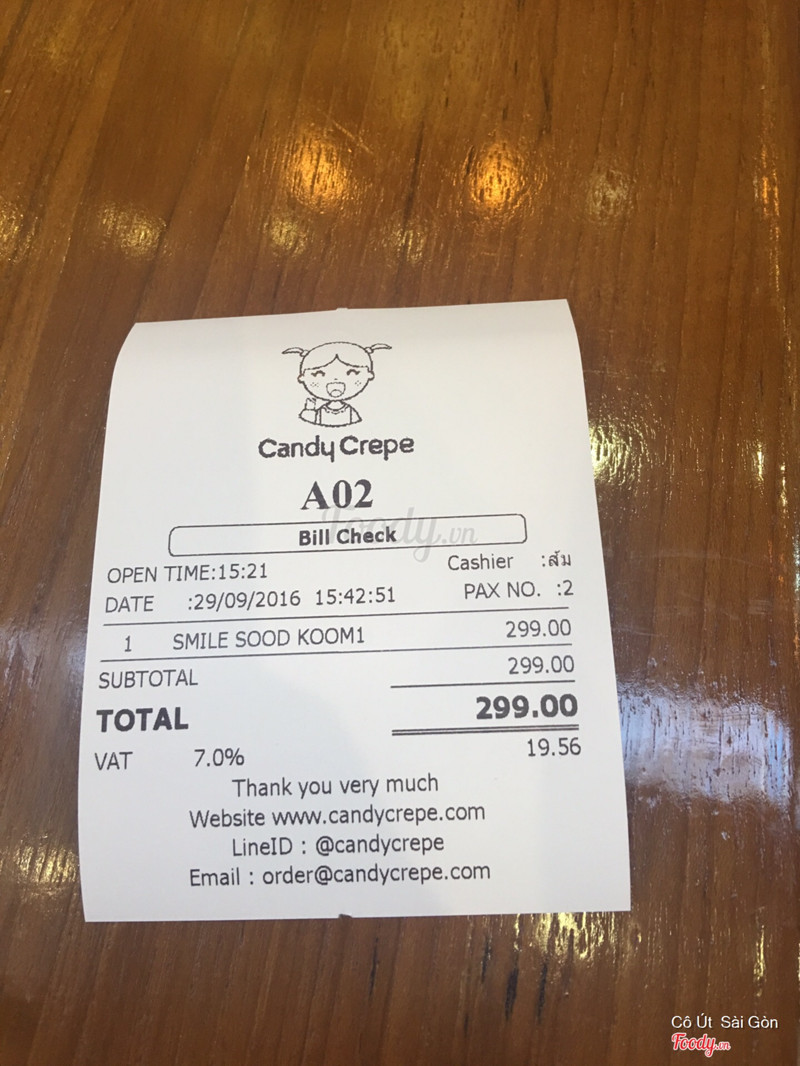 Candy Crepe
A02
Bill Check
OPEN TIME:15:21 Cashier :ส้ม
DATE :29/09/2016 15:42:51 PAX NO. :2
1 SMILE SOOD KOOM1 299.00
SUBTOTAL 299.00
TOTAL 299.00
VAT 7.0% 19.56
Thank you very much
Website www.candycrepe.com
LineID : @candycrepe
Email : order@candycrepe.com
Foody.vn
Cô Út Sài Gòn
Foody.vn